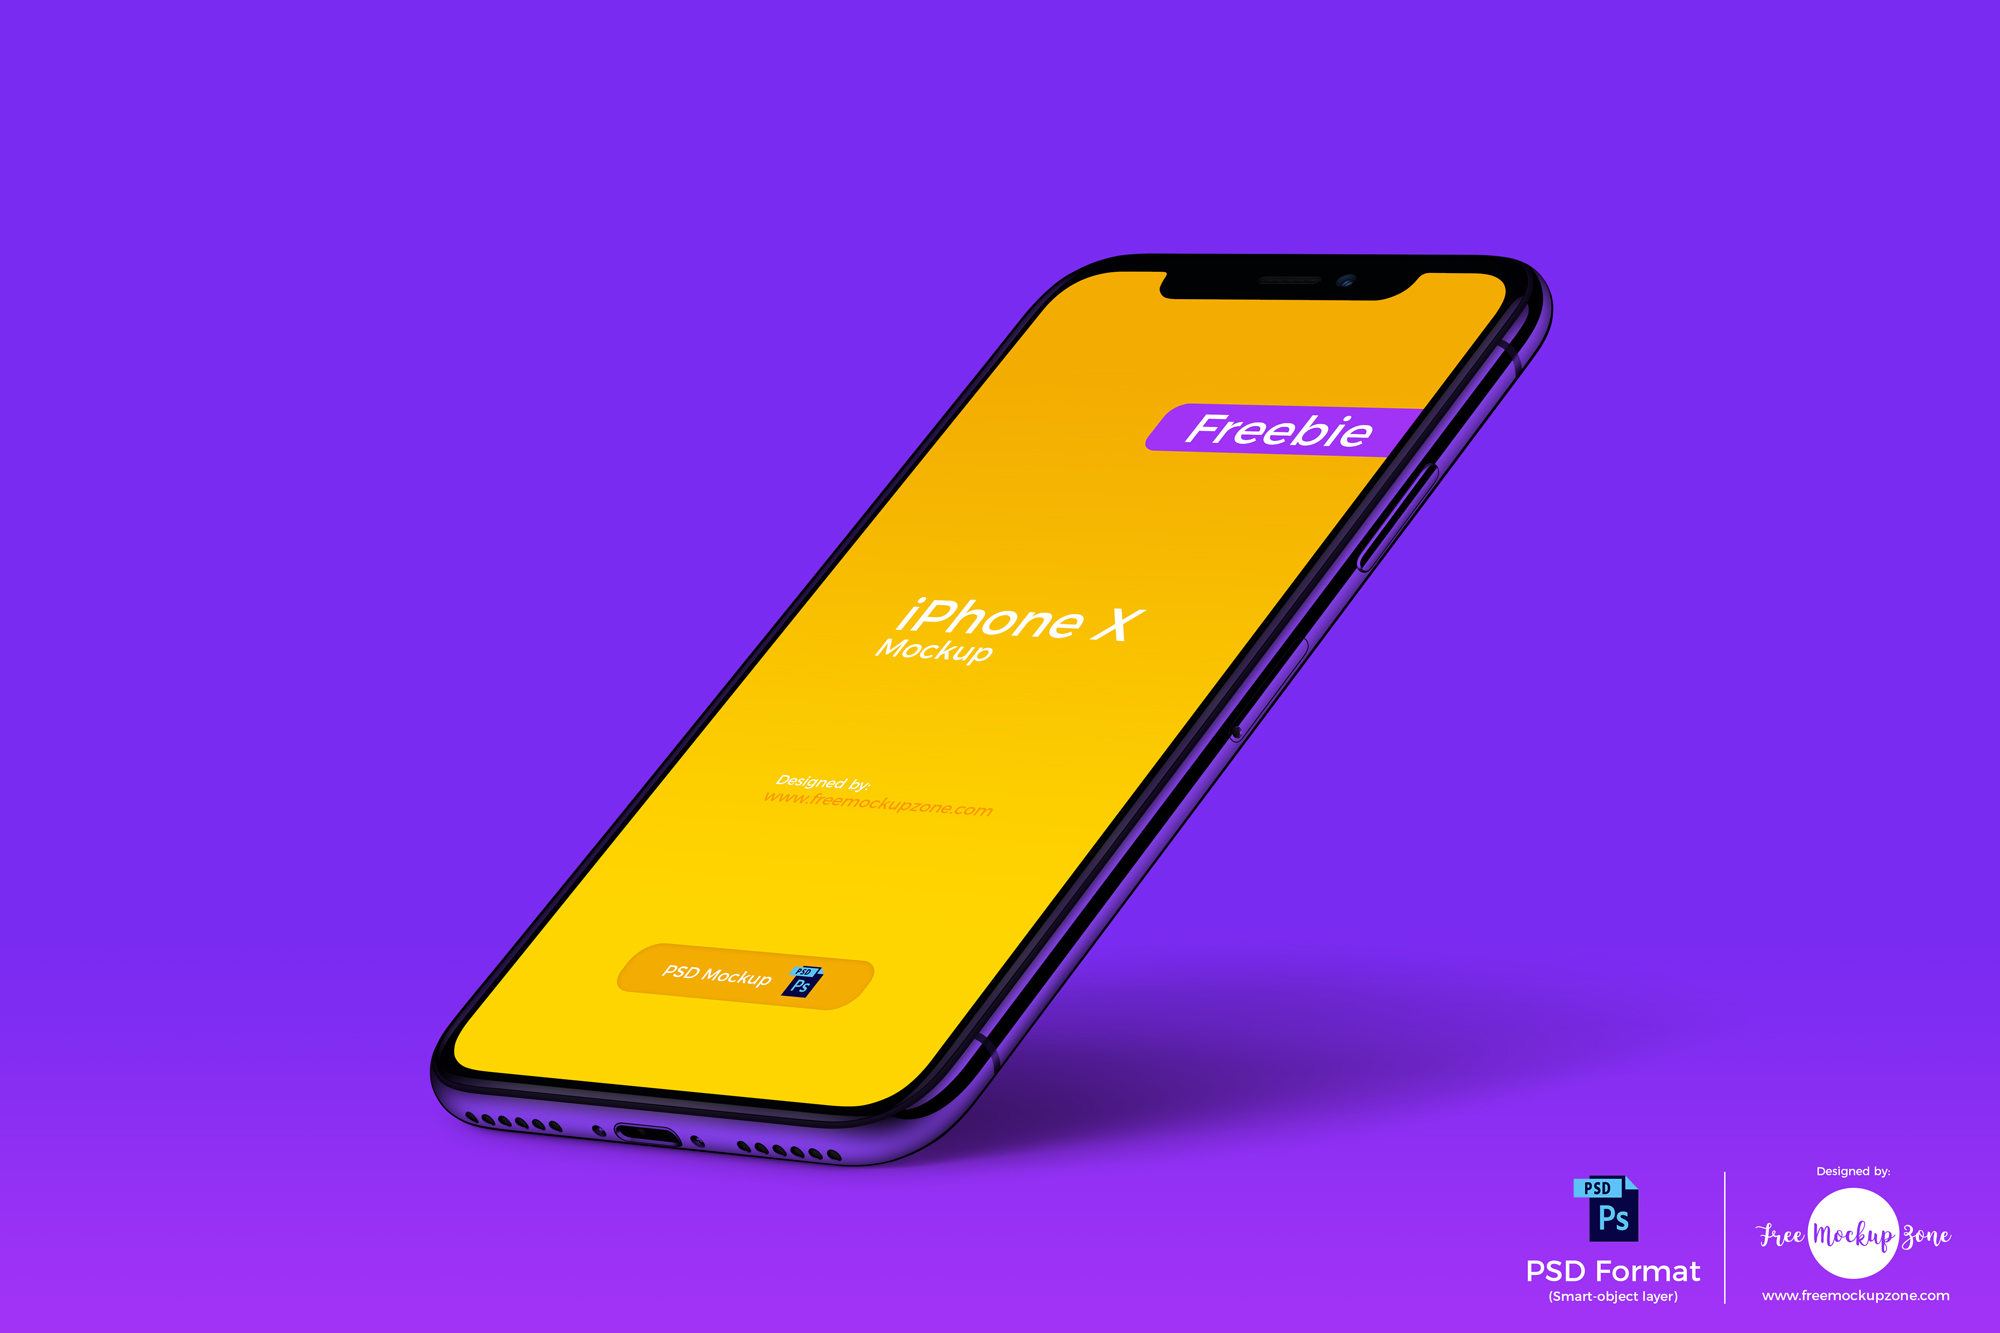 Freebie
iPhone X
Mockup
Designed by:
www.freemockupzone.com
PSD Mockup
PSD
Ps
PSD
Ps
PSD Format
(Smart-object layer)
Designed by:
Free Mockup Zone
www.freemockupzone.com